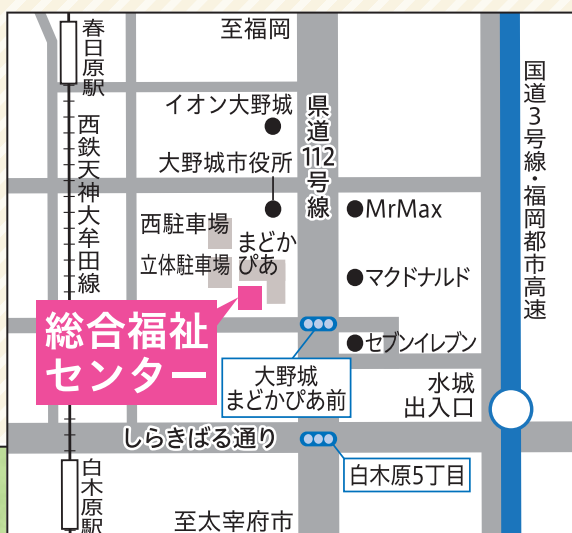 至福岡
春日原駅
西鉄天神大牟田線
イオン大野城
県道112号線
大野城市役所
国道3号線・福岡都市高速
MrMax
西駐車場
まどか
ぴあ
立体駐車場
マクドナルド
総合福祉
センター
セブンイレブン
大野城
まどかぴあ前
水城
出入口
しらきばる通り
白木原5丁目
白木原駅
至太宰府市